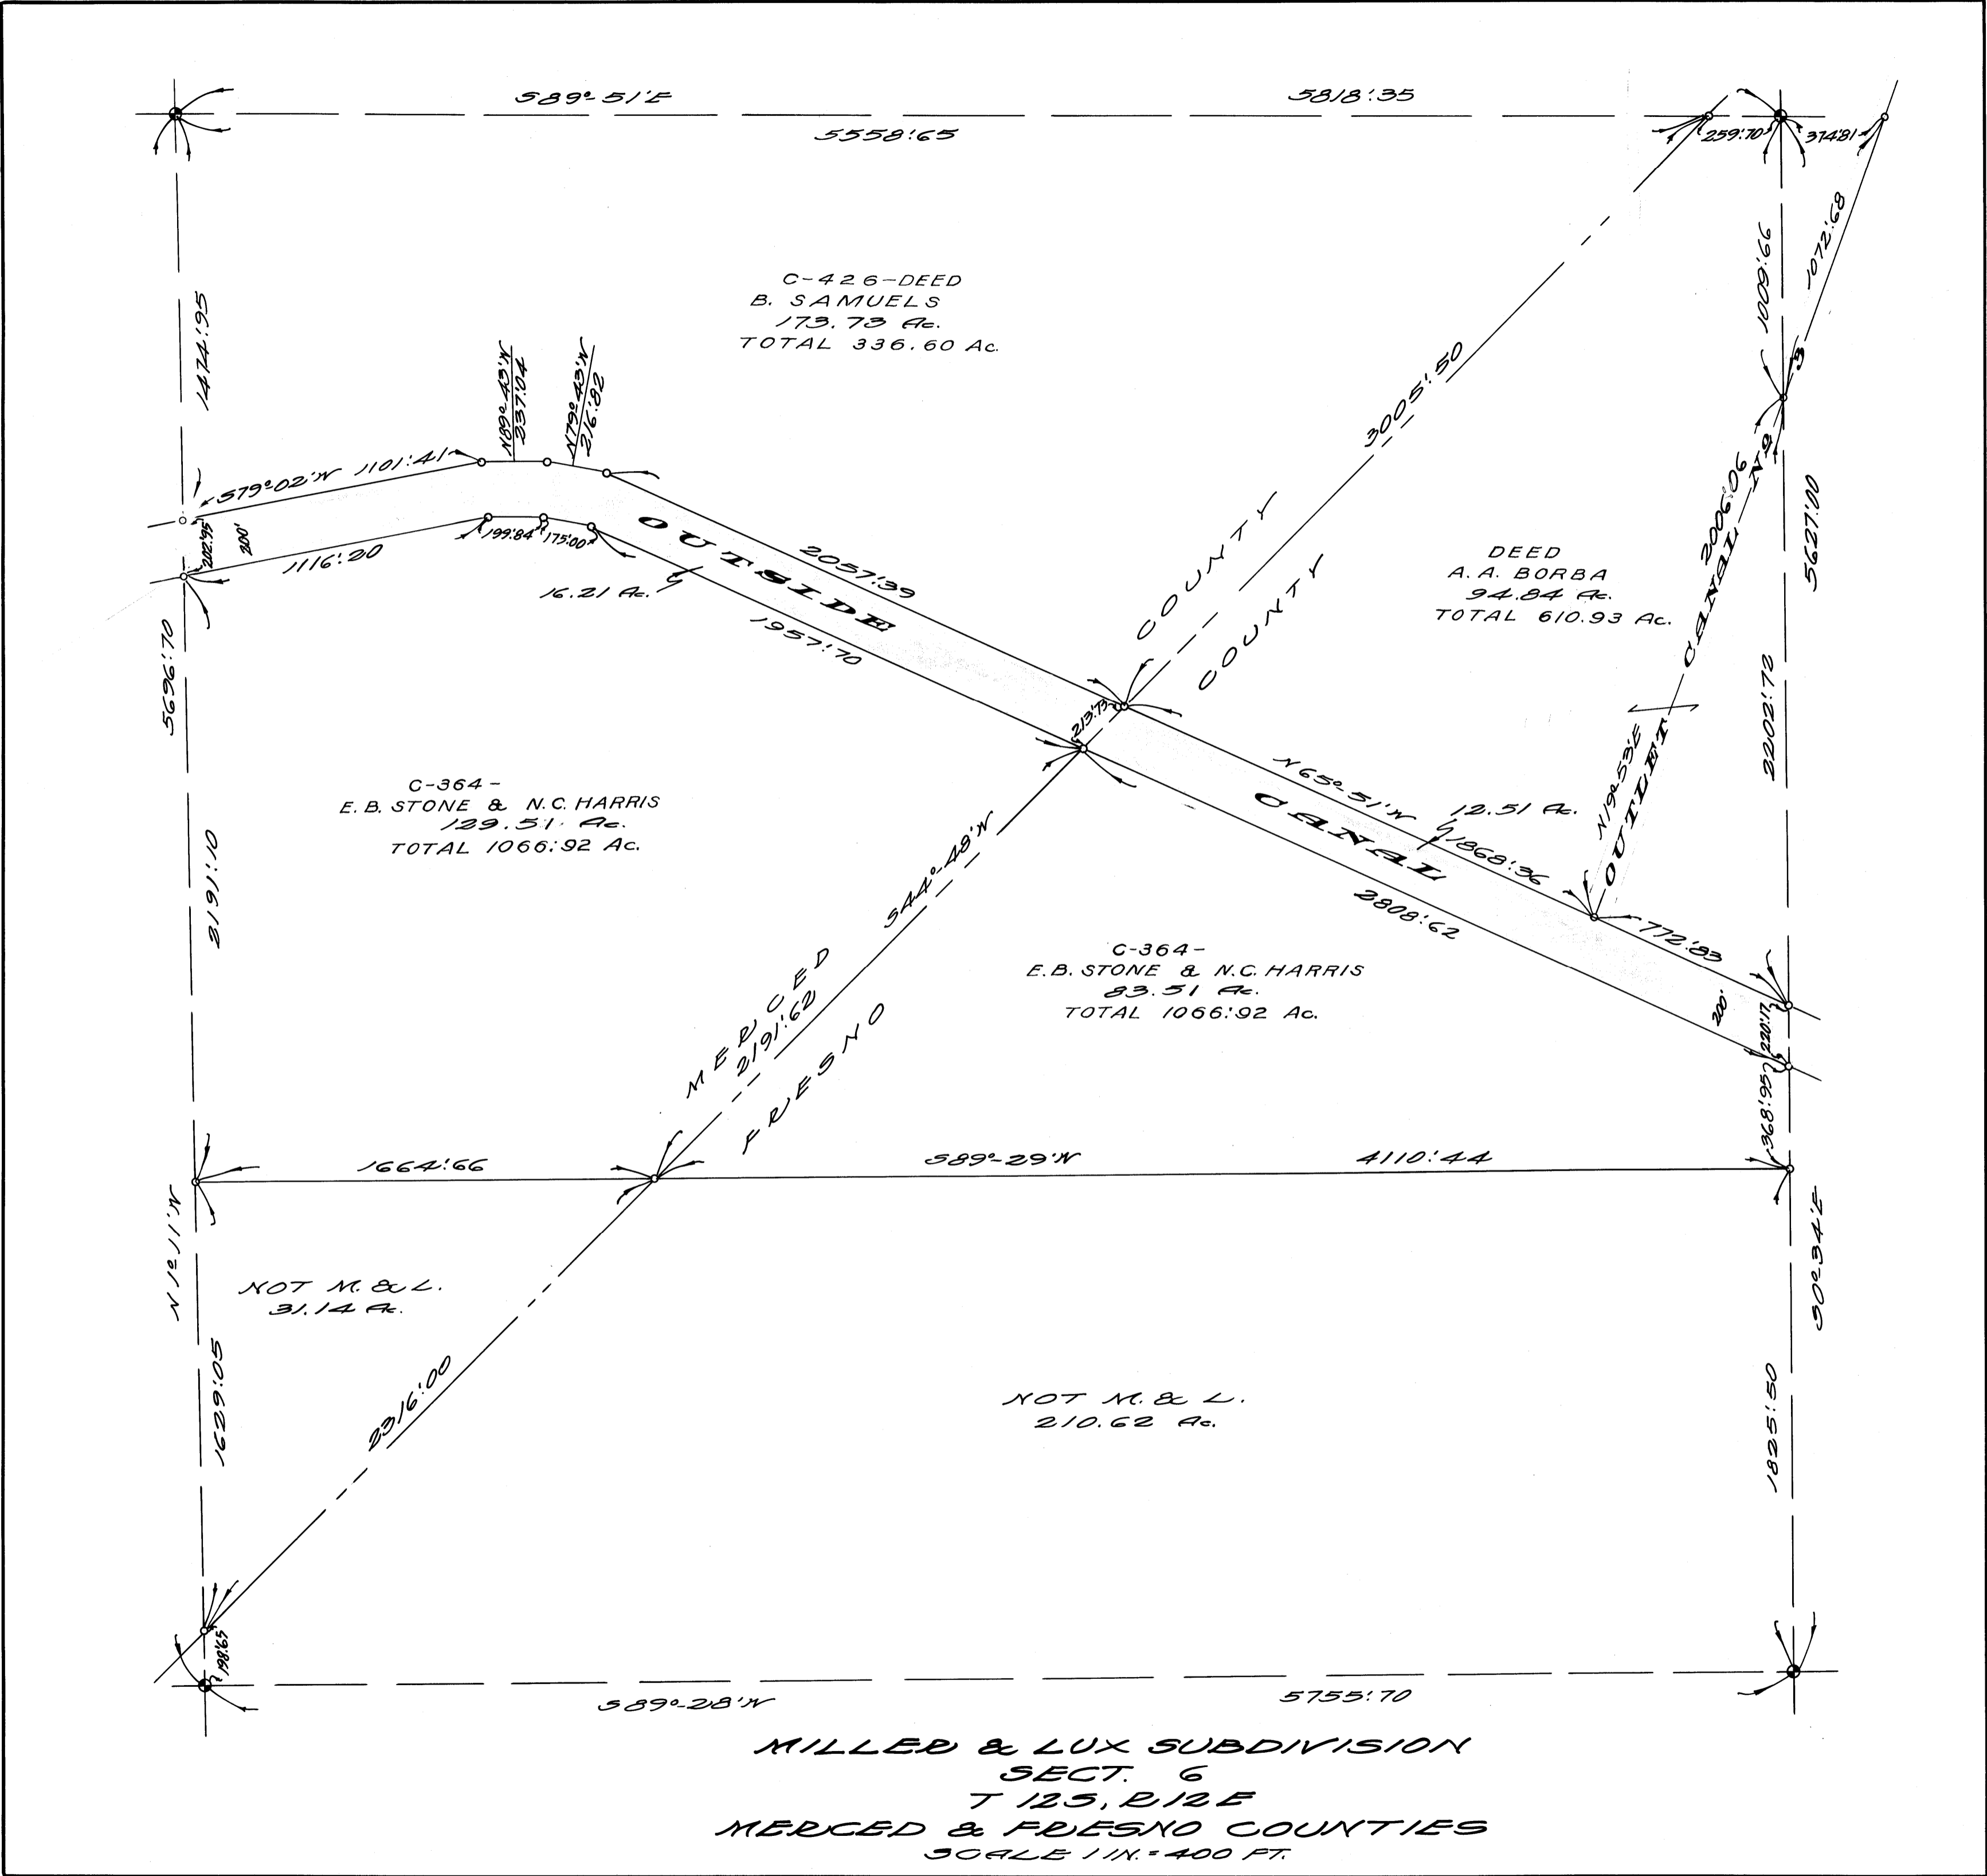 S89°-51'E
5818'.35
5558'.65
259'.70
374'81
1474'.95
C-426-DEED
B. SAMUELS
173.73 Ac.
TOTAL 336.60 Ac.
1009'.66
1072'.68
N89°-43'W
237'.04
N79°-43'W
216'.82
3005'.50
S79°-02'W 1101'.41
202'.95
200'
1116'.20
199'.84
175'.00
OUTSIDE
2057'.39
16.21 Ac.
1957'.70
COUNTY
COUNTY
DEED
A. A. BORBA
94.84 Ac.
TOTAL 610.93 Ac.
2006'.06
5627'.00
5696'.70
213'.73
2202'.72
N19°-53'E
OUTLET CANAL Nº 3
C-364-
E. B. STONE & N.C. HARRIS
129.51 Ac.
TOTAL 1066.92 Ac.
N65°-51'W
12.51 Ac.
1868'.36
CANAL
2808'.62
772'.83
2191'.10
S44°-48'W
C-364-
E.B. STONE & N.C. HARRIS
83.51 Ac.
TOTAL 1066.92 Ac.
200'
220'.17
368'.95
MERCED
2191'.62
FRESNO
1664'.66
S89°-29'W
4110'.44
N 1°-11'W
S0°-34'E
NOT M. & L.
31.14 Ac.
1629'.05
2316'.00
NOT M. & L.
210.62 Ac.
1825'.50
198'.65
S89°-28'W
5755'.70
MILLER & LUX SUBDIVISION
SECT. 6
T 12S, R12E
MERCED & FRESNO COUNTIES
SCALE 1 IN. = 400 FT.